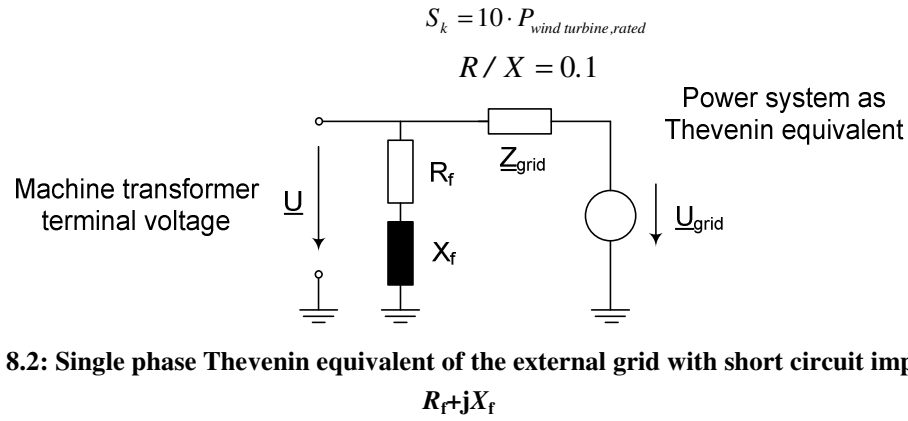 S_k = 10 · P_wind turbine,rated
R / X = 0.1
Power system as
Thevenin equivalent
Z_grid
R_f
Machine transformer
terminal voltage
U
U_grid
X_f
8.2: Single phase Thevenin equivalent of the external grid with short circuit imp
R_f+jX_f